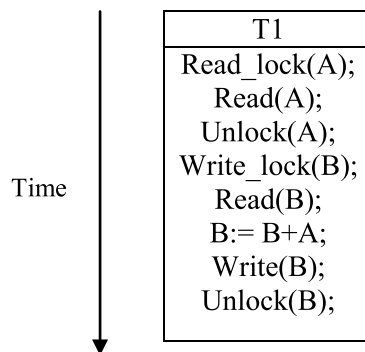 T1
Read_lock(A);
Read(A);
Unlock(A);
Write_lock(B);
Time
Read(B);
B:= B+A;
Write(B);
Unlock(B);